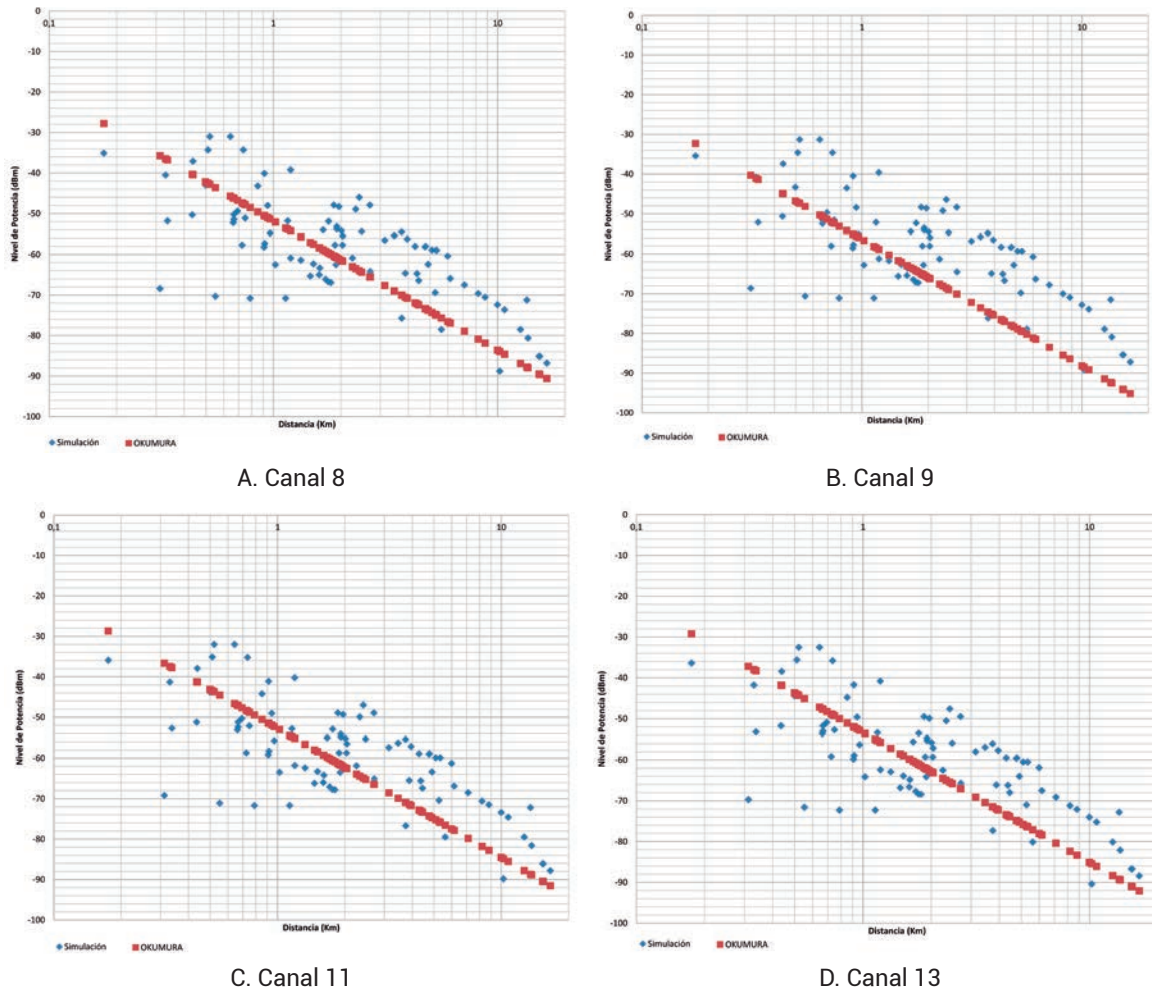 0
0,1
1
10
-10
-20
-30
-40
-50
-60
-70
-80
-90
-100
Nivel de Potencia (dBm)
Distancia (Km)
Simulación
OKUMURA
A. Canal 8
0
0,1
1
10
-10
-20
-30
-40
-50
-60
-70
-80
-90
-100
Nivel de Potencia (dBm)
Distancia (Km)
Simulación
OKUMURA
B. Canal 9
0
0,1
1
10
-10
-20
-30
-40
-50
-60
-70
-80
-90
-100
Nivel de Potencia (dBm)
Distancia (Km)
Simulación
OKUMURA
C. Canal 11
0
0,1
1
10
-10
-20
-30
-40
-50
-60
-70
-80
-90
-100
Nivel de Potencia (dBm)
Distancia (Km)
Simulación
OKUMURA
D. Canal 13